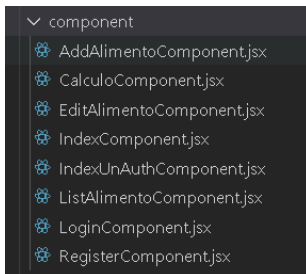 component
AddAlimentoComponent.jsx
CalculoComponent.jsx
EditAlimentoComponent.jsx
IndexComponent.jsx
IndexUnAuthComponent.jsx
ListAlimentoComponent.jsx
LoginComponent.jsx
RegisterComponent.jsx